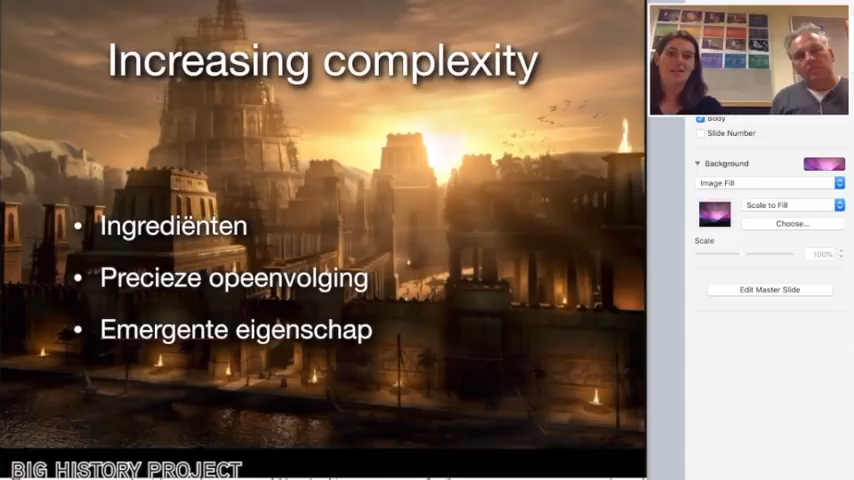 Increasing complexity
• Ingrediënten
• Precieze opeenvolging
• Emergente eigenschap
BIG HISTORY PROJECT
Body
Slide Number
Background
Image Fill
Scale to Fill
Choose...
Scale
100%
Edit Master Slide